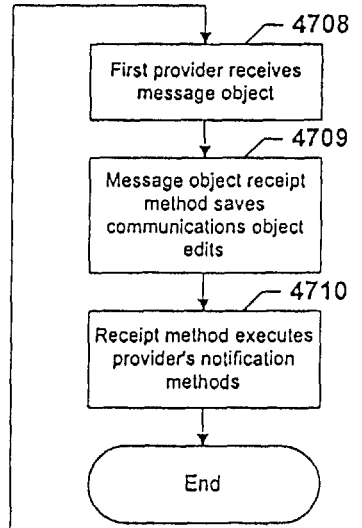 4708
First provider receives
message object
4709
Message object receipt
method saves
communications object
edits
4710
Receipt method executes
provider's notification
methods
End